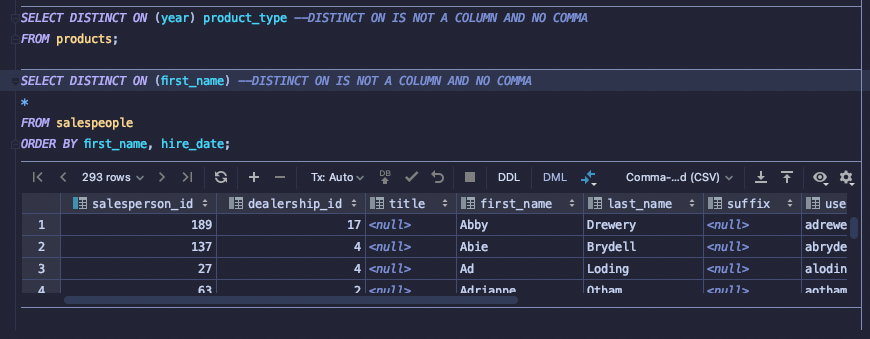 SELECT DISTINCT ON (year) product_type --DISTINCT ON IS NOT A COLUMN AND NO COMMA
FROM products;
SELECT DISTINCT ON (first_name) --DISTINCT ON IS NOT A COLUMN AND NO COMMA
*
FROM salespeople
ORDER BY first_name, hire_date;
293 rows Tx: Auto DB DDL DML Comma-...d (CSV)
salesperson_id dealership_id title first_name last_name suffix use
1 189 17 <null> Abby Drewery <null> adrewe
2 137 4 <null> Abie Brydell <null> abryde
3 27 4 <null> Ad Loding <null> alodin
4 63 2 <null> Adrianne Otham <null> aotham